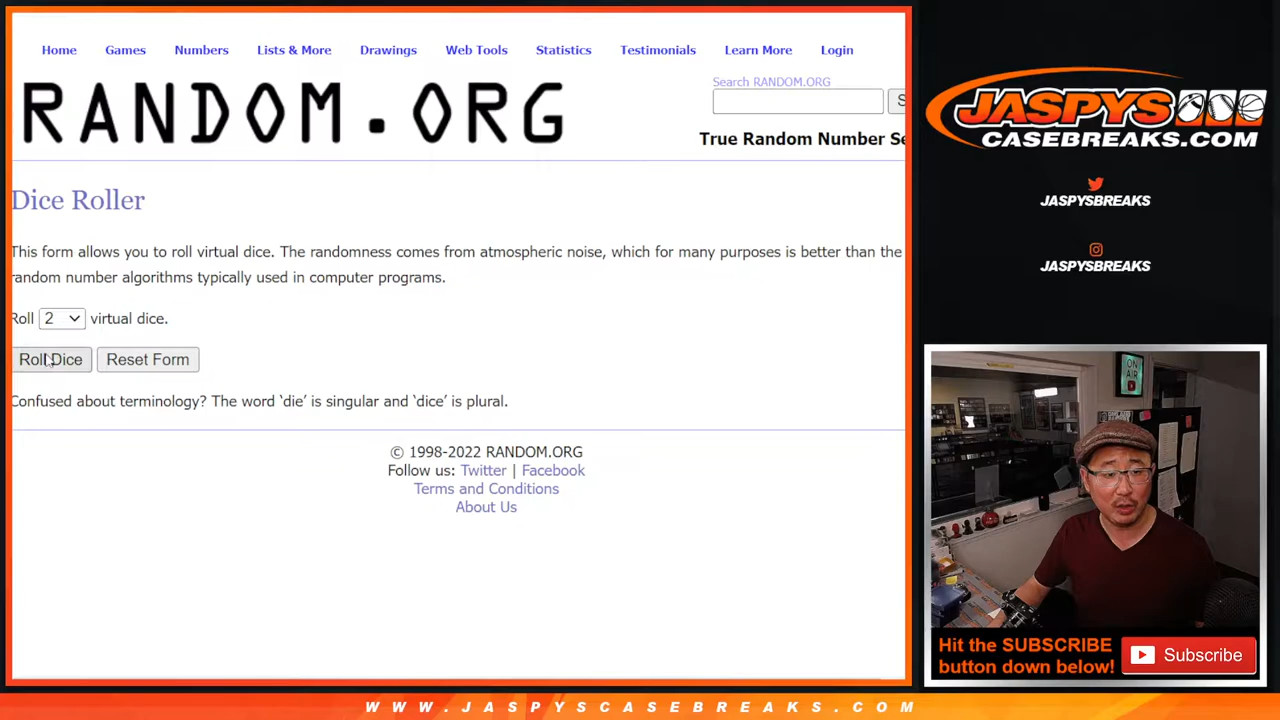 Home Games Numbers Lists & More Drawings Web Tools Statistics Testimonials Learn More Login
Search RANDOM.ORG
RANDOM.ORG
S
True Random Number Se
Dice Roller
This form allows you to roll virtual dice. The randomness comes from atmospheric noise, which for many purposes is better than the
random number algorithms typically used in computer programs.
Roll 2 virtual dice.
Roll Dice Reset Form
Confused about terminology? The word ‘die’ is singular and ‘dice’ is plural.
© 1998-2022 RANDOM.ORG
Follow us: Twitter | Facebook
Terms and Conditions
About Us
JASPYS
CASEBREAKS.COM
JASPYSBREAKS
JASPYSBREAKS
ON
AIR
Hit the SUBSCRIBE
button down below!
Subscribe
WWW.JASPYSCASEBREAKS.COM